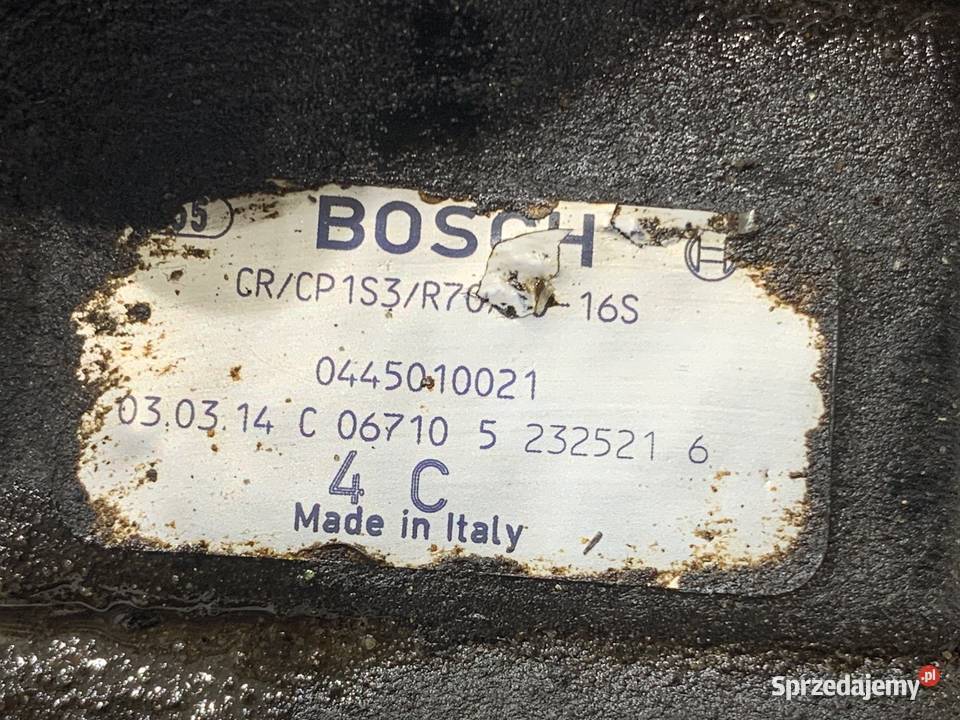 55 BOSCH
CR/CP1S3/R70 - 16S
0445010021
03.03.14 C 06710 5 232521 6
4 C
Made in Italy
Sprzedajemy.pl